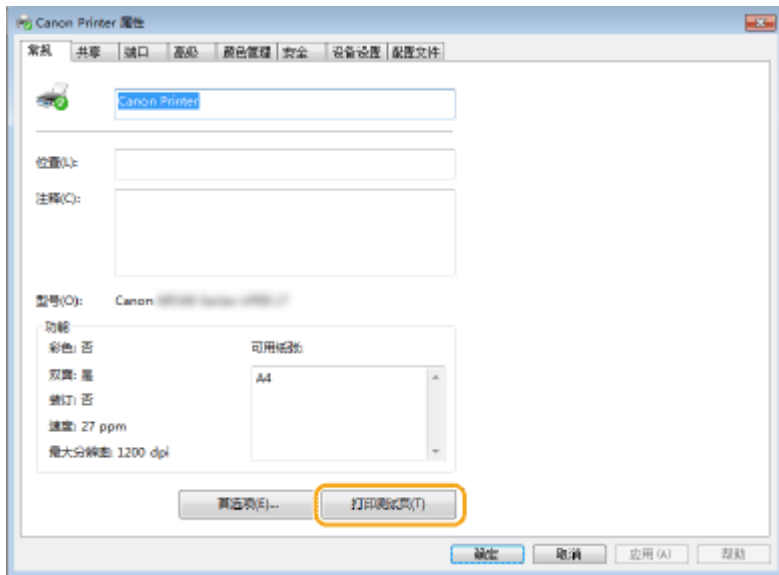 Canon Printer 属性
常规 共享 端口 高级 颜色管理 安全 设备设置 配置文件
Canon Printer
位置(L):
注释(C):
型号(O): Canon
功能
彩色: 否 可用纸张:
双面: 是 A4
装订: 否
速度: 27 ppm
最大分辨率: 1200 dpi
首选项(E)... 打印测试页(T)
确定 取消 应用(A) 帮助